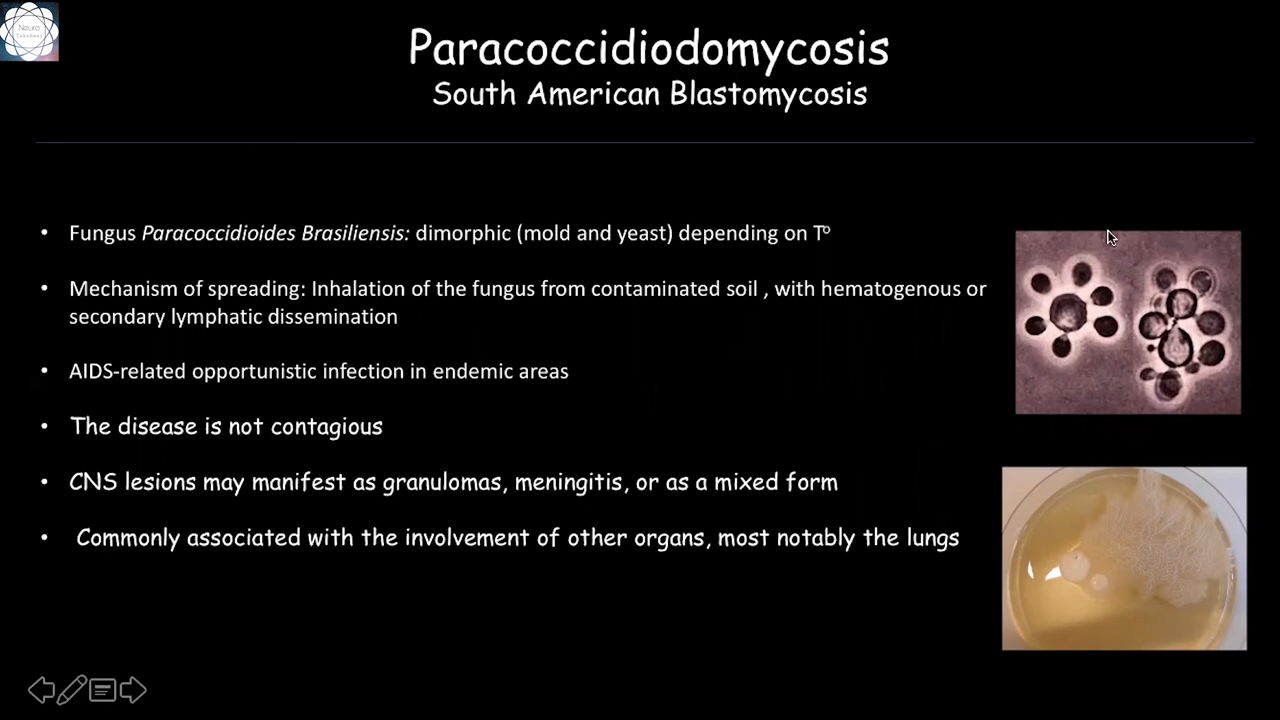 Neuro
Paracoccidiodomycosis
South American Blastomycosis
• Fungus Paracoccidioides Brasiliensis: dimorphic (mold and yeast) depending on Tº
• Mechanism of spreading: Inhalation of the fungus from contaminated soil , with hematogenous or
secondary lymphatic dissemination
• AIDS-related opportunistic infection in endemic areas
• The disease is not contagious
• CNS lesions may manifest as granulomas, meningitis, or as a mixed form
• Commonly associated with the involvement of other organs, most notably the lungs